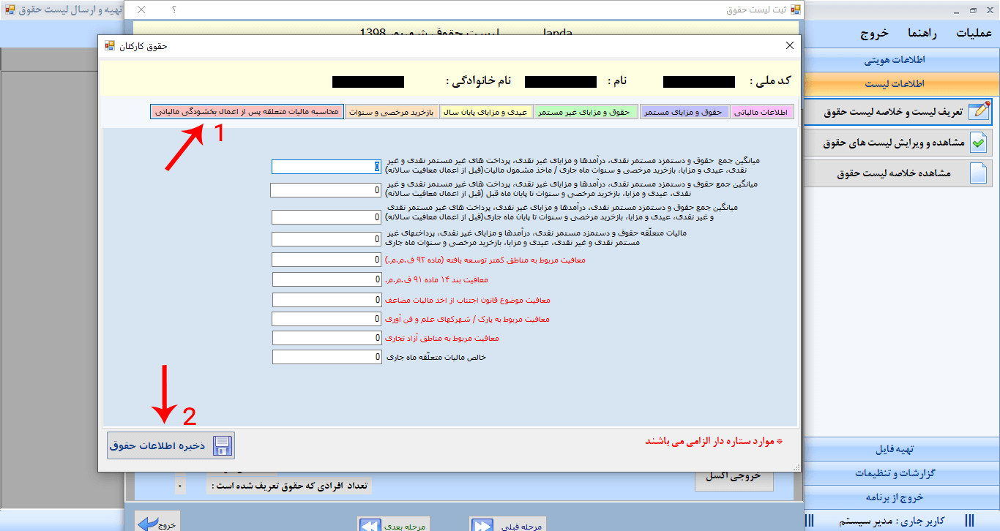 تهیه و ارسال لیست حقوق
ثبت لیست حقوق
؟
عملیات
راهنما
خروج
لیست حقوق شهریور 1398
landa
حقوق کارکنان
کد ملی :
نام :
نام خانوادگی :
اطلاعات مالیاتی
حقوق و مزایای مستمر
حقوق و مزایای غیر مستمر
عیدی و مزایای پایان سال
بازخرید مرخصی و سنوات
محاسبه مالیات متعلقه پس از اعمال بخشودگی مالیاتی
1
میانگین جمع حقوق و دستمزد مستمر نقدی، درآمدها و مزایای غیر نقدی، پرداخت های غیر مستمر نقدی و غیر
نقدی، عیدی و مزایا، بازخرید مرخصی و سنوات ماه جاری / ماخذ مشمول مالیات(قبل از اعمال معافیت سالانه)
0
میانگین جمع حقوق و دستمزد مستمر نقدی، درآمدها و مزایای غیر نقدی، پرداخت های غیر مستمر نقدی و غیر
نقدی، عیدی و مزایا، بازخرید مرخصی و سنوات تا پایان ماه قبل (قبل از اعمال معافیت سالانه)
0
میانگین جمع حقوق و دستمزد مستمر نقدی، درآمدها و مزایای غیر نقدی، پرداخت های غیر مستمر نقدی
و غیر نقدی، عیدی و مزایا، بازخرید مرخصی و سنوات تا پایان ماه جاری(قبل از اعمال معافیت سالانه)
0
مالیات متعلّقه حقوق و دستمزد مستمر نقدی، درآمدها و مزایای غیر نقدی، پرداختهای غیر
مستمر نقدی و غیر نقدی، عیدی و مزایا، بازخرید مرخصی و سنوات ماه جاری
0
معافیت مربوط به مناطق کمتر توسعه یافته (ماده ۹۲ ق.م.م.)
0
معافیت بند ۱۴ ماده ۹۱ ق.م.م.
0
معافیت موضوع قانون اجتناب از اخذ مالیات مضاعف
0
معافیت مربوط به پارک / شهرکهای علم و فن آوری
0
معافیت مربوط به مناطق آزاد تجاری
0
خالص مالیات متعلّقه ماه جاری
0
2
ذخیره اطلاعات حقوق
* موارد ستاره دار الزامی می باشند
تعداد افرادی که حقوق تعریف شده است :
۰
خروجی اکسل
مرحله قبلی
مرحله بعدی
خروج
اطلاعات هویتی
اطلاعات لیست
تعریف لیست و خلاصه لیست حقوق
مشاهده و ویرایش لیست های حقوق
مشاهده خلاصه لیست حقوق
تهیه فایل
گزارشات و تنظیمات
خروج از برنامه
کاربر جاری : مدیر سیستم